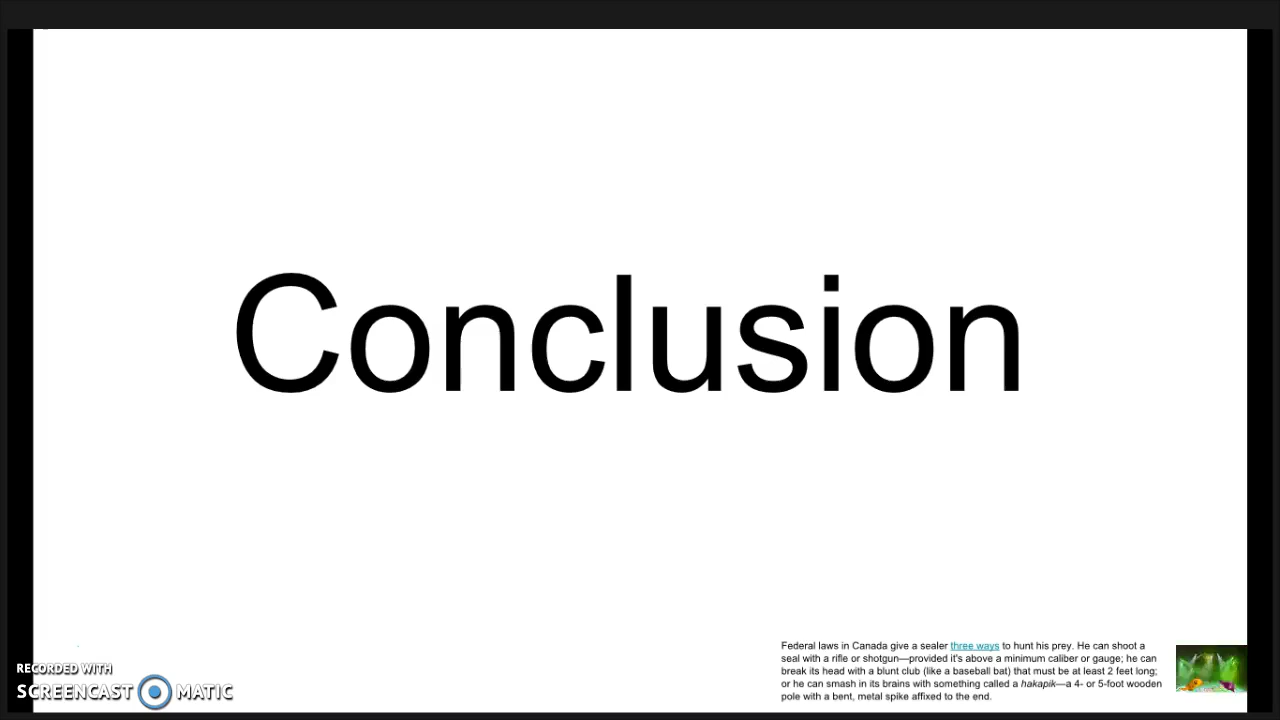 Conclusion
Federal laws in Canada give a sealer three ways to hunt his prey. He can shoot a
seal with a rifle or shotgun—provided it's above a minimum caliber or gauge; he can
break its head with a blunt club (like a baseball bat) that must be at least 2 feet long;
or he can smash in its brains with something called a hakapik—a 4- or 5-foot wooden
pole with a bent, metal spike affixed to the end.
RECORDED WITH
SCREENCAST MATIC